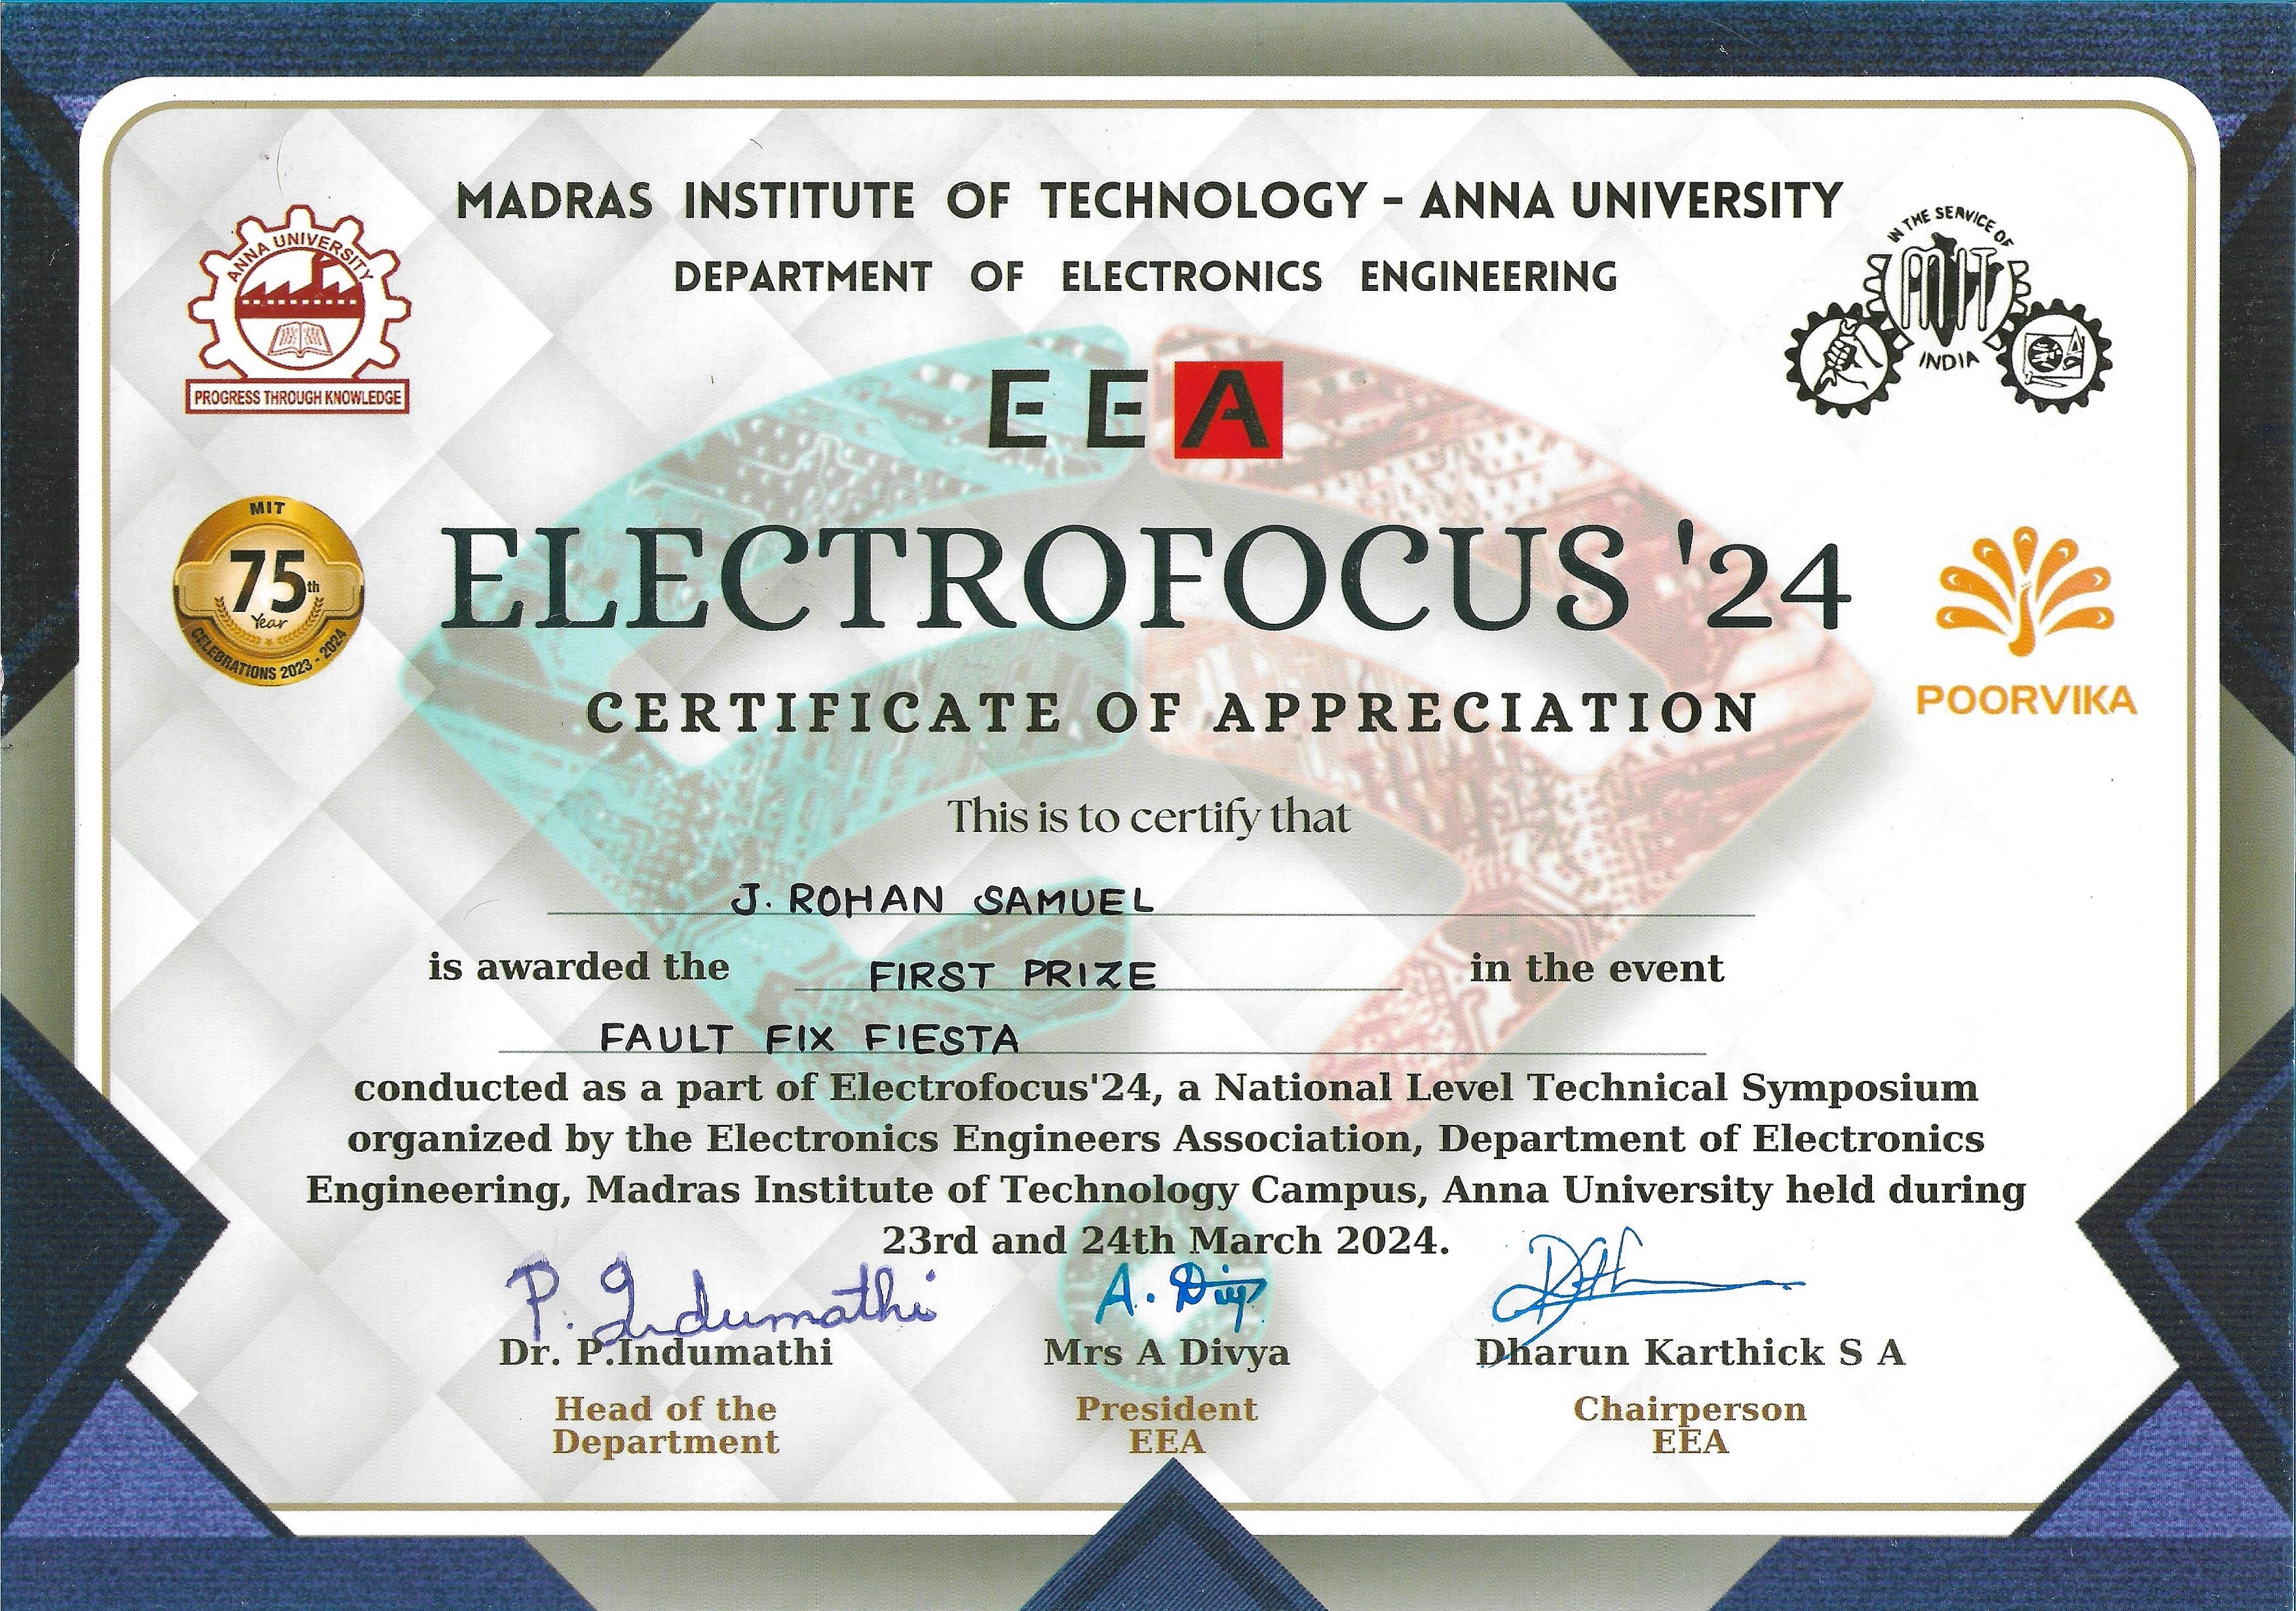 MADRAS INSTITUTE OF TECHNOLOGY - ANNA UNIVERSITY
DEPARTMENT OF ELECTRONICS ENGINEERING
ANNA UNIVERSITY
PROGRESS THROUGH KNOWLEDGE
IN THE SERVICE OF
MIT
INDIA
EEA
MIT
75th
Year
CELEBRATIONS 2023 - 2024
ELECTROFOCUS '24
POORVIKA
CERTIFICATE OF APPRECIATION
This is to certify that
J. ROHAN SAMUEL
is awarded the FIRST PRIZE in the event
FAULT FIX FIESTA
conducted as a part of Electrofocus'24, a National Level Technical Symposium
organized by the Electronics Engineers Association, Department of Electronics
Engineering, Madras Institute of Technology Campus, Anna University held during
23rd and 24th March 2024.
P. Indumathi
A. Divya
Dr. P.Indumathi
Mrs A Divya
Dharun Karthick S A
Head of the
Department
President
EEA
Chairperson
EEA